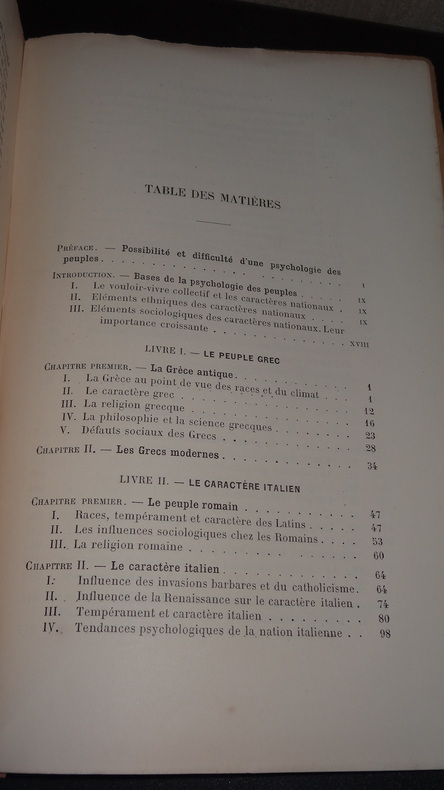 TABLE DES MATIÈRES
PRÉFACE. — Possibilité et difficulté d'une psychologie des
peuples. . . . . . . . . . . . . . . . . . . . I
INTRODUCTION. — Bases de la psychologie des peuples . . . . . IX
I. Le vouloir-vivre collectif et les caractères nationaux . IX
II. Eléments ethniques des caractères nationaux . . . . IX
III. Eléments sociologiques des caractères nationaux. Leur
importance croissante . . . . . . . . . . . . XVIII
LIVRE I. — LE PEUPLE GREC
CHAPITRE PREMIER. — La Grèce antique. . . . . . . . . . . 1
I. La Grèce au point de vue des races et du climat . . . 1
II. Le caractère grec . . . . . . . . . . . . . . 12
III. La religion grecque . . . . . . . . . . . . . 16
IV. La philosophie et la science grecques . . . . . . . 23
V. Défauts sociaux des Grecs . . . . . . . . . . . 28
CHAPITRE II. — Les Grecs modernes . . . . . . . . . . . . 34
LIVRE II. — LE CARACTÈRE ITALIEN
CHAPITRE PREMIER. — Le peuple romain . . . . . . . . . . 47
I. Races, tempérament et caractère des Latins . . . . . 47
II. Les influences sociologiques chez les Romains . . . . 53
III. La religion romaine . . . . . . . . . . . . . 60
CHAPITRE II. — Le caractère italien . . . . . . . . . . . . 64
I. Influence des invasions barbares et du catholicisme. 64
II. Influence de la Renaissance sur le caractère italien . 74
III. Tempérament et caractère italien . . . . . . . . 80
IV. Tendances psychologiques de la nation italienne . . 98